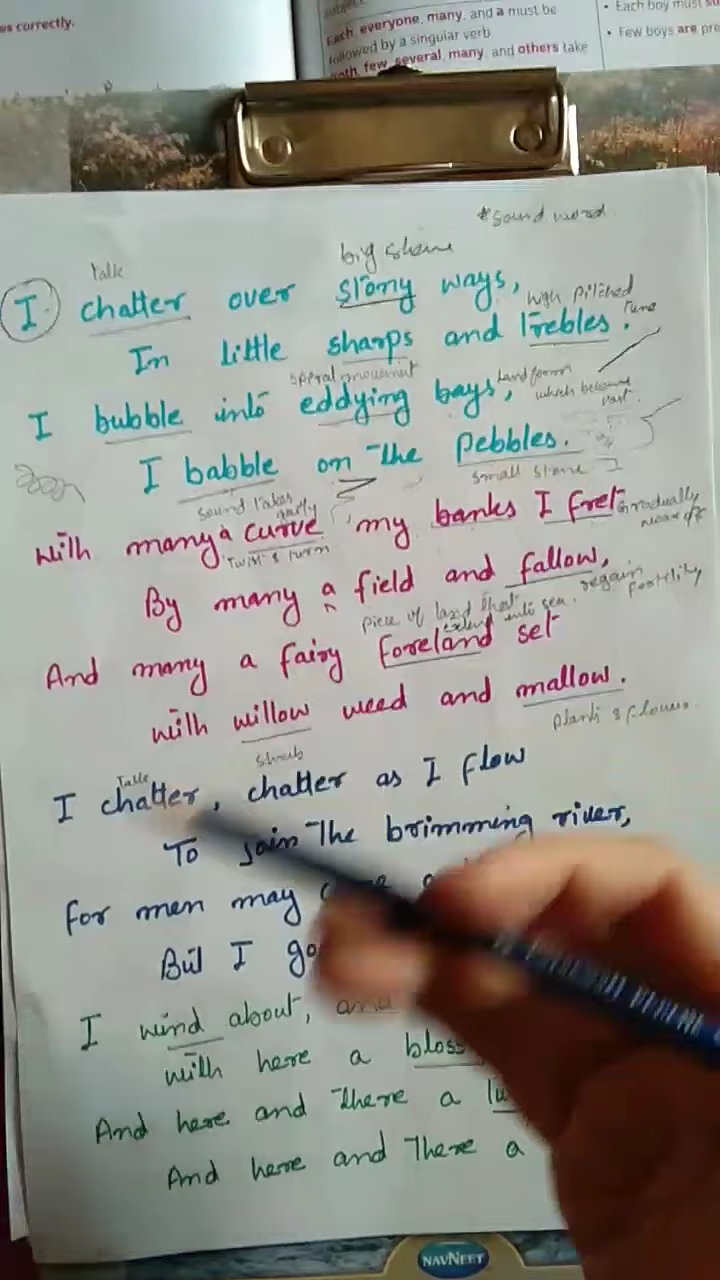 es correctly.
Each, everyone, many, and a must be
followed by a singular verb
both, few, several, many, and others take
• Each boy must su
• Few boys are pre
*sound word
talk
big stone
I chatter over stony ways,
high pitched tune
In little sharps and trebles.
spiral movement
land form which become vast
I bubble into eddying bays,
I babble on the Pebbles.
small stone
sound takes
twist & turn
gradually
with many a curve my banks I fret
By many a field and fallow,
regain fertility
piece of land that extend into sea.
And many a fairy foreland set
with willow weed and mallow.
shrub
plants & flowers
Talk
I chatter, chatter as I flow
To join the brimming river,
for men may
But I go
I wind about, and
with here a bloss
And here and there a lu
And here and there a
NAVNEET